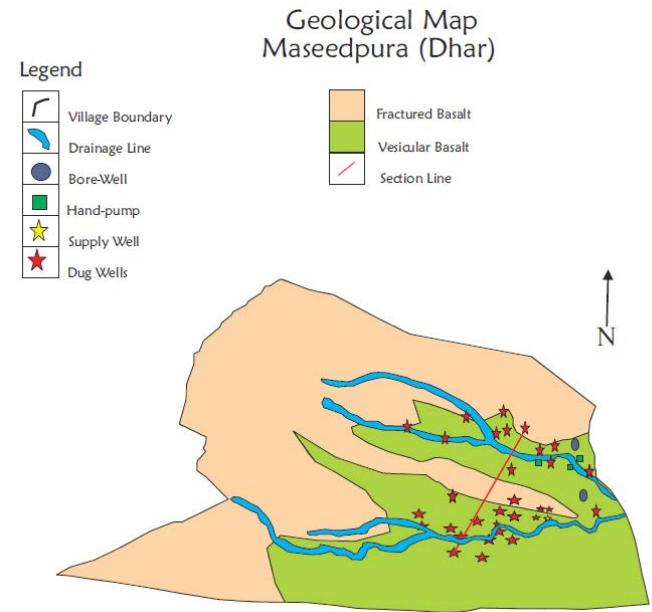 Geological Map
Maseedpura (Dhar)
Legend
Village Boundary
Drainage Line
Bore-Well
Hand-pump
Supply Well
Dug Wells
Fractured Basalt
Vesicular Basalt
Section Line
N